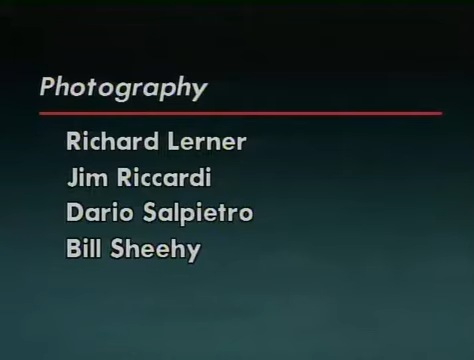 Photography
Richard Lerner
Jim Riccardi
Dario Salpietro
Bill Sheehy